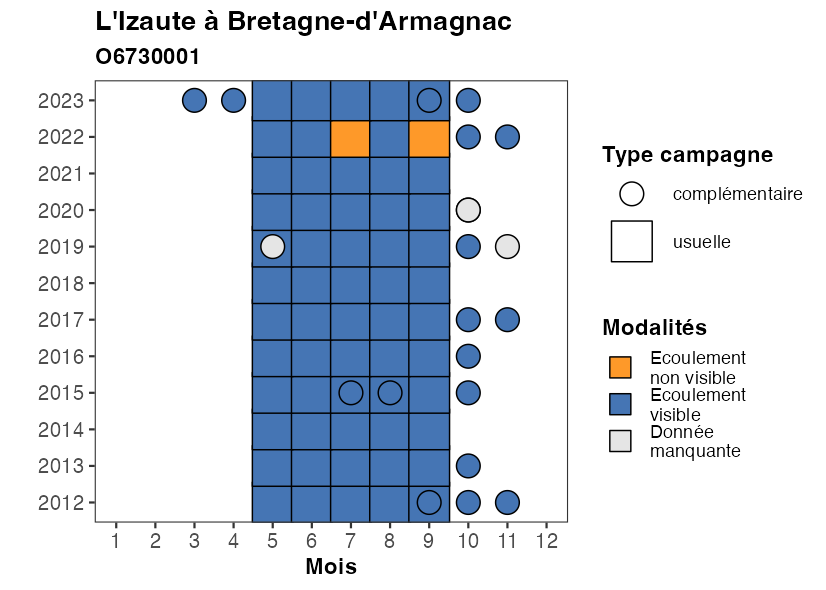 L'Izaute à Bretagne-d'Armagnac
O6730001
2023
2022
2021
2020
2019
2018
2017
2016
2015
2014
2013
2012
1 2 3 4 5 6 7 8 9 10 11 12
Mois
Type campagne
complémentaire
usuelle
Modalités
Ecoulement
non visible
Ecoulement
visible
Donnée
manquante